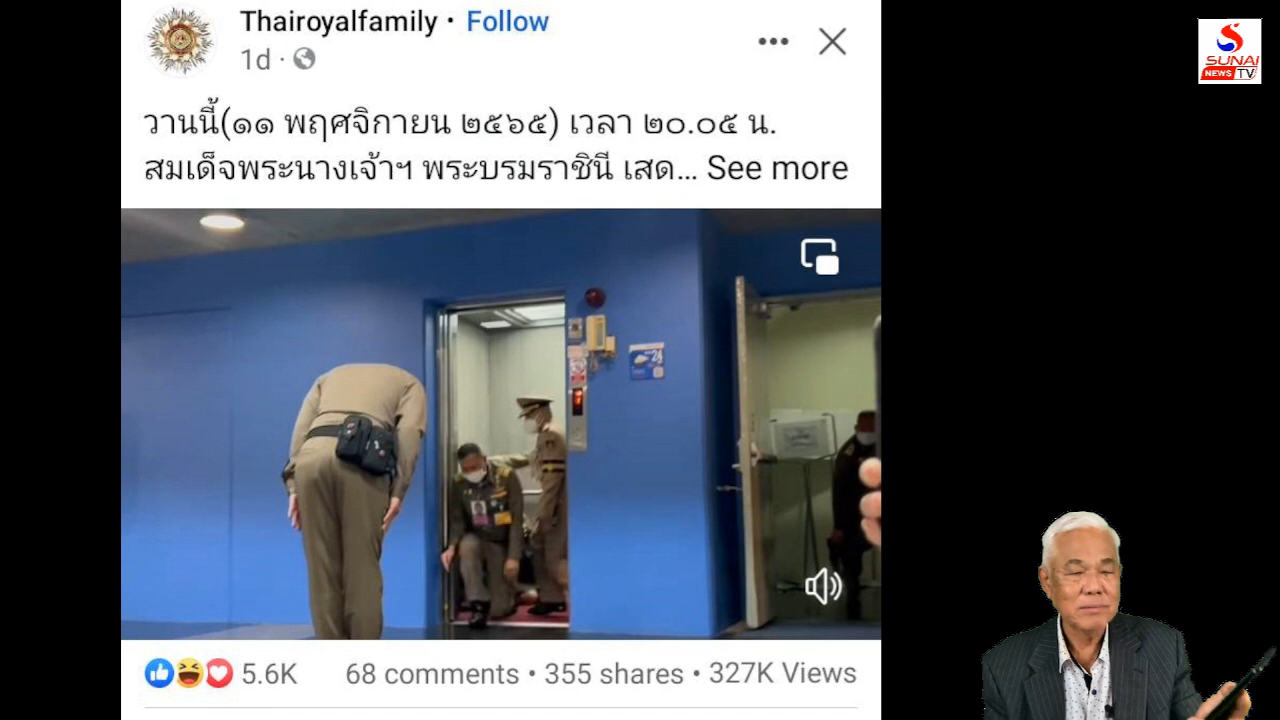 Thairoyalfamily · Follow
1d ·
วานนี้(๑๑ พฤศจิกายน ๒๕๖๕) เวลา ๒๐.๐๕ น.
สมเด็จพระนางเจ้าฯ พระบรมราชินี เสด... See more
5.6K 68 comments • 355 shares • 327K Views
SUNAI
NEWS TV